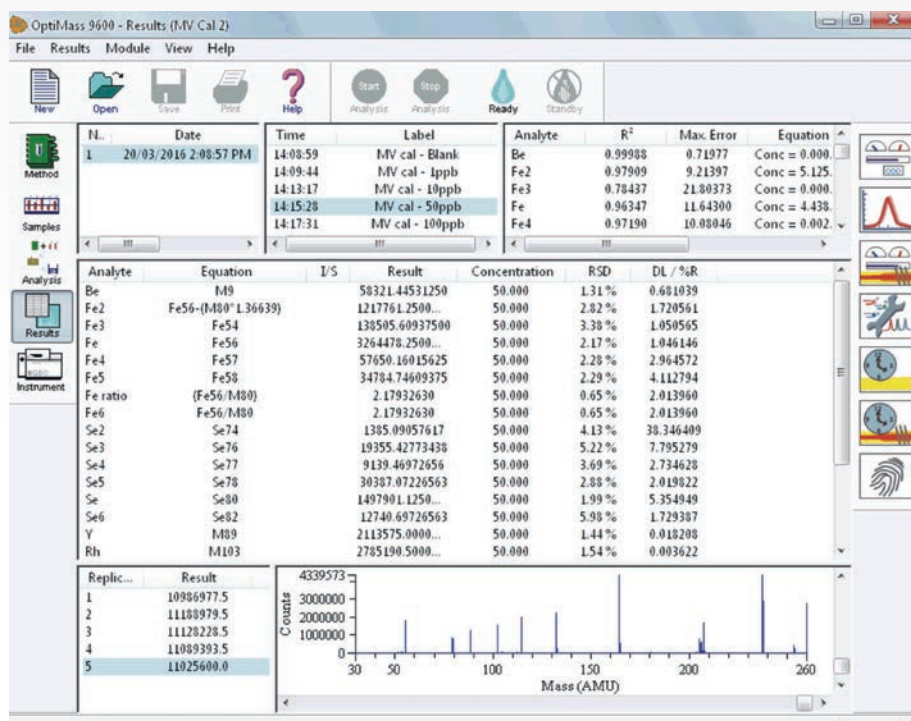 OptiMass 9600 - Results (MV Cal 2)
File Results Module View Help
New Open Save Print Help Start Analysis Stop Analysis Ready Standby
Method
Samples
Analysis
Results
Instrument
N.. Date
1 20/03/2016 2:08:57 PM
Time Label
14:08:59 MV cal - Blank
14:09:44 MV cal - 1ppb
14:13:17 MV cal - 10ppb
14:15:28 MV cal - 50ppb
14:17:31 MV cal - 100ppb
Analyte R² Max. Error Equation
Be 0.99988 0.71977 Conc = 0.000.
Fe2 0.97909 9.21397 Conc = 5.125.
Fe3 0.78437 21.80373 Conc = 0.000.
Fe 0.96347 11.64300 Conc = 4.438.
Fe4 0.97190 10.08046 Conc = 0.002.
Analyte Equation I/S Result Concentration RSD DL / %R
Be M9 58321.44531250 50.000 1.31 % 0.681039
Fe2 Fe56-(M80*1.36639) 1217761.2500... 50.000 2.82 % 1.720561
Fe3 Fe54 138505.60937500 50.000 3.38 % 1.050565
Fe Fe56 3264478.2500... 50.000 2.17 % 1.046146
Fe4 Fe57 57650.16015625 50.000 2.28 % 2.964572
Fe5 Fe58 34784.74609375 50.000 2.29 % 4.112794
Fe ratio (Fe56/M80) 2.17932630 50.000 0.65 % 2.013960
Fe6 Fe56/M80 2.17932630 50.000 0.65 % 2.013960
Se2 Se74 1385.09057617 50.000 4.13 % 38.346409
Se3 Se76 19355.42773438 50.000 5.22 % 7.795279
Se4 Se77 9139.46972656 50.000 3.69 % 2.734628
Se5 Se78 30387.07226563 50.000 2.88 % 2.019822
Se Se80 1497901.1250... 50.000 1.99 % 5.354949
Se6 Se82 12740.69726563 50.000 5.98 % 1.729387
Y M89 2113575.0000... 50.000 1.44 % 0.018208
Rh M103 2785190.5000... 50.000 1.54 % 0.003622
Replic... Result
1 10986977.5
2 11188979.5
3 11128228.5
4 11089393.5
5 11025600.0
Counts
4339573
3000000
2000000
1000000
0
30 50 100 150 200 260
Mass (AMU)